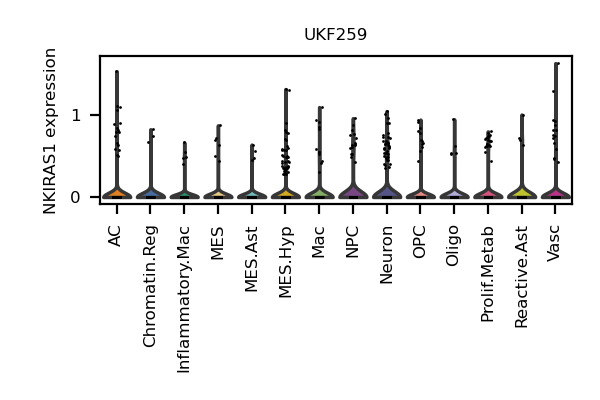 UKF259
NKIRAS1 expression
1
0
AC
Chromatin.Reg
Inflammatory.Mac
MES
MES.Ast
MES.Hyp
Mac
NPC
Neuron
OPC
Oligo
Prolif.Metab
Reactive.Ast
Vasc